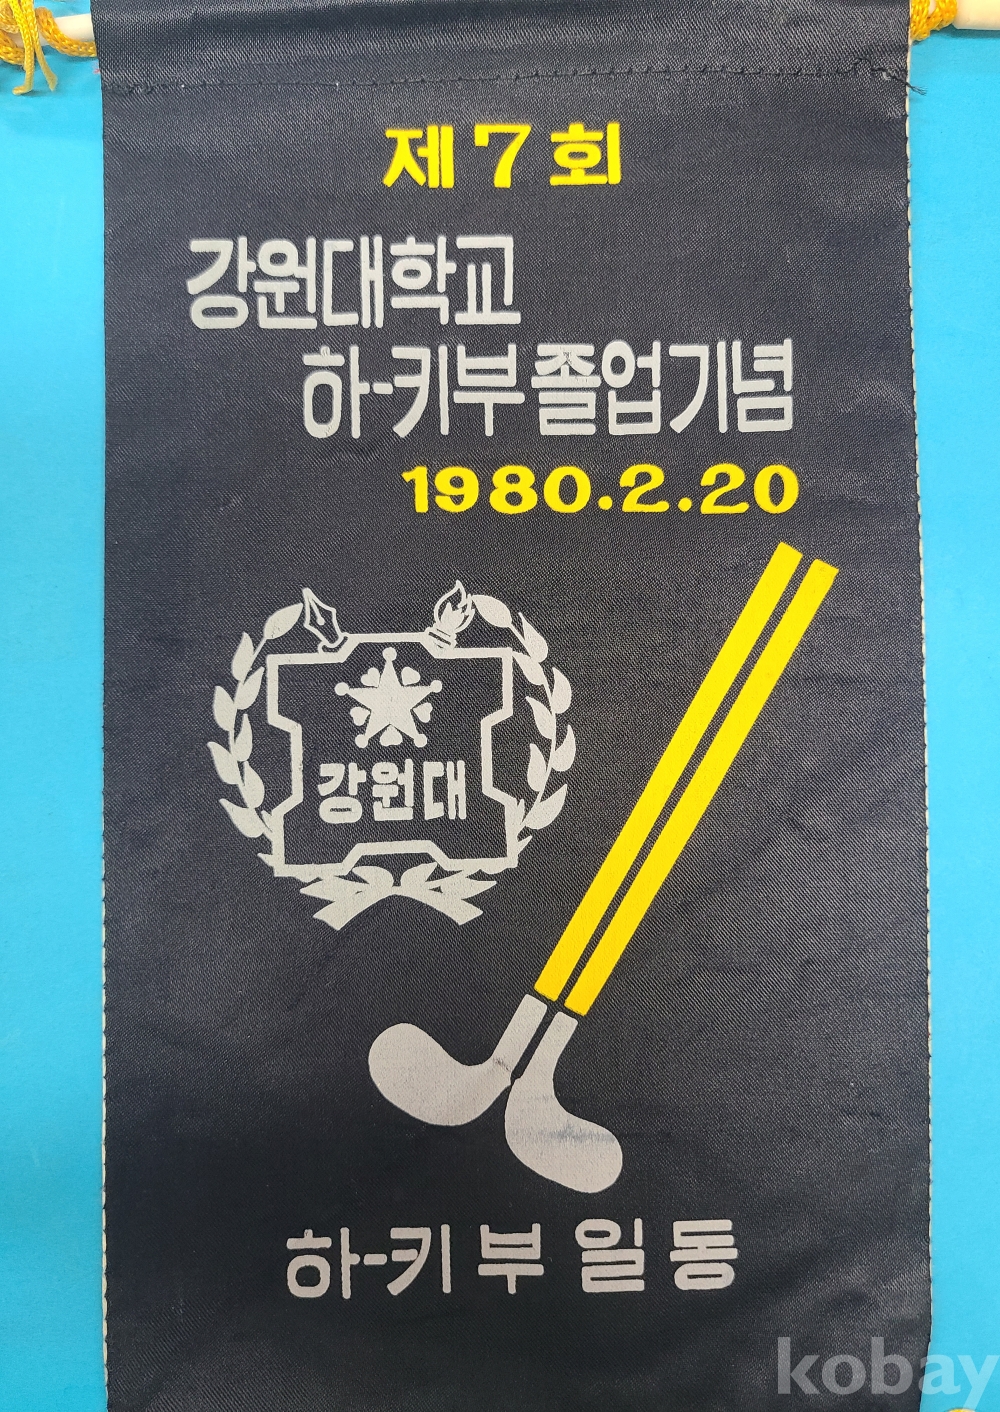 제7회
강원대학교
하-키부 졸업기념
1980.2.20
강원대
하-키부 일동
kobay